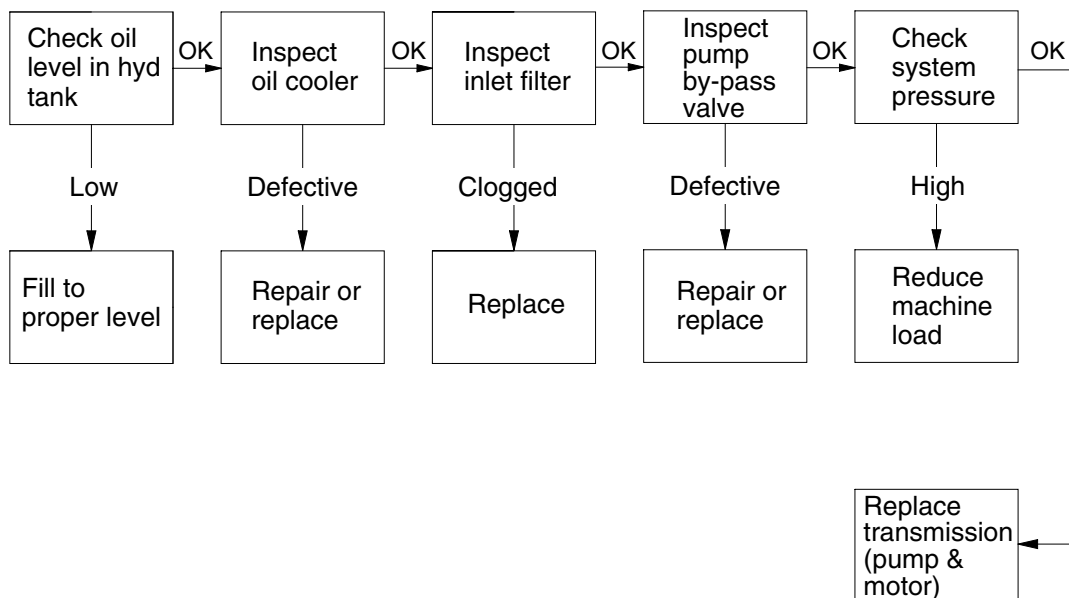 Check oil
level in hyd
tank
OK
Inspect
oil cooler
OK
Inspect
inlet filter
OK
Inspect
pump
by-pass
valve
OK
Check
system
pressure
OK
Low
Defective
Clogged
Defective
High
Fill to
proper level
Repair or
replace
Replace
Repair or
replace
Reduce
machine
load
Replace
transmission
(pump &
motor)